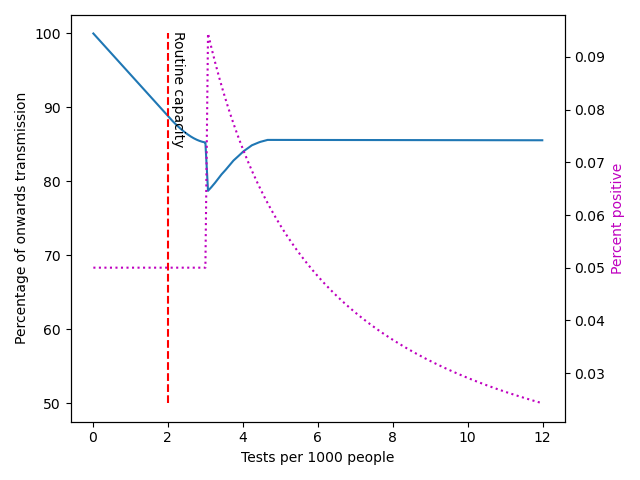 100
90
80
70
60
50
Percentage of onwards transmission
Routine capacity
0.09
0.08
0.07
0.06
0.05
0.04
0.03
Percent positive
0 2 4 6 8 10 12
Tests per 1000 people